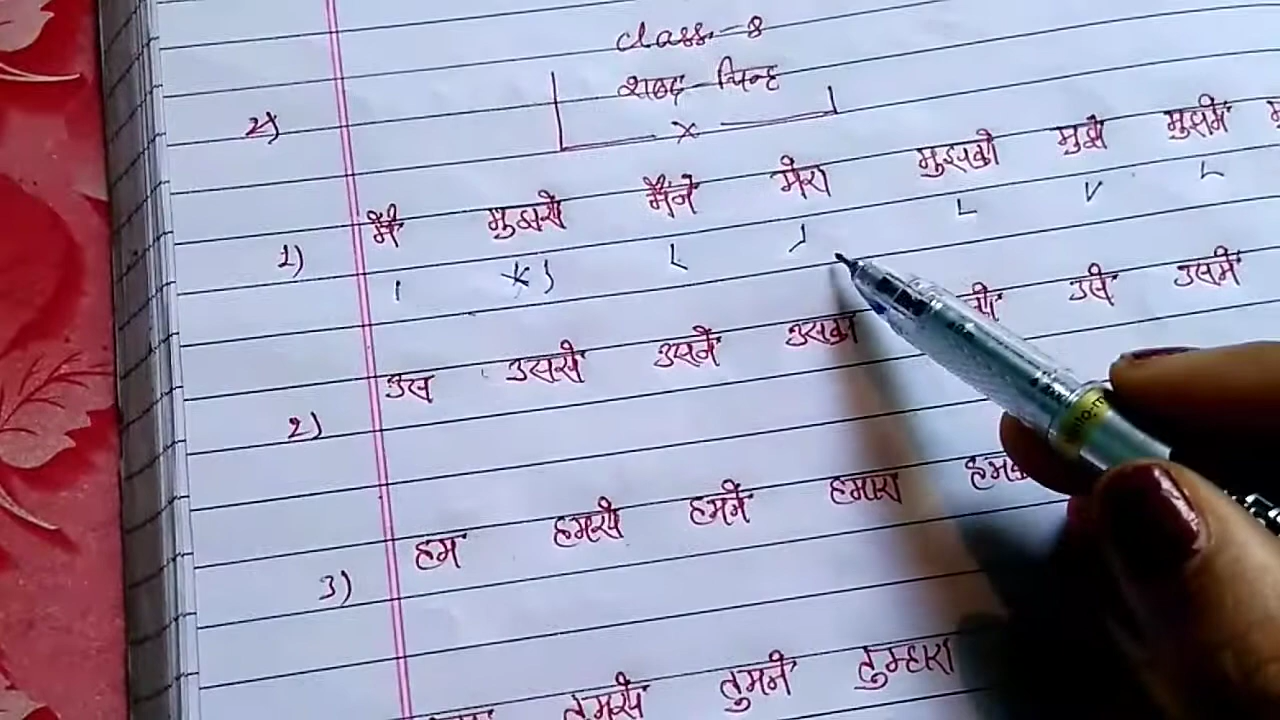 class-8
शब्द-चिन्ह
2)
x
मैं मुझसे मैंने मेरा मुझको मुझे मुझमें
1)
उस उससे उसने उसका उसे उसमें
2)
हम हमसे हमने हमारा
3)
तुमसे तुमने तुम्हारा